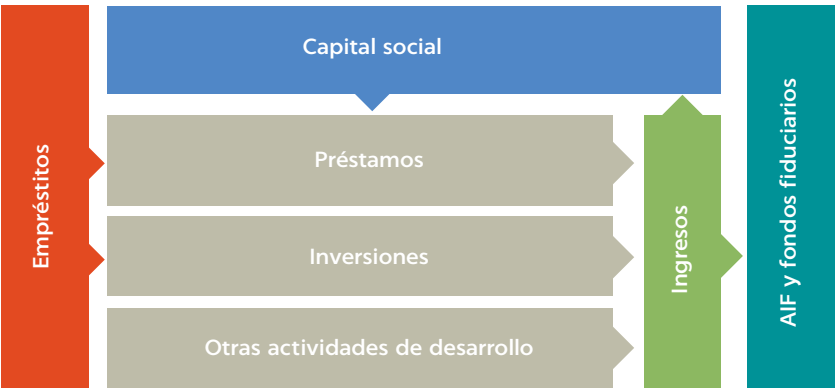 Empréstitos
Capital social
Préstamos
Inversiones
Otras actividades de desarrollo
Ingresos
AIF y fondos fiduciarios